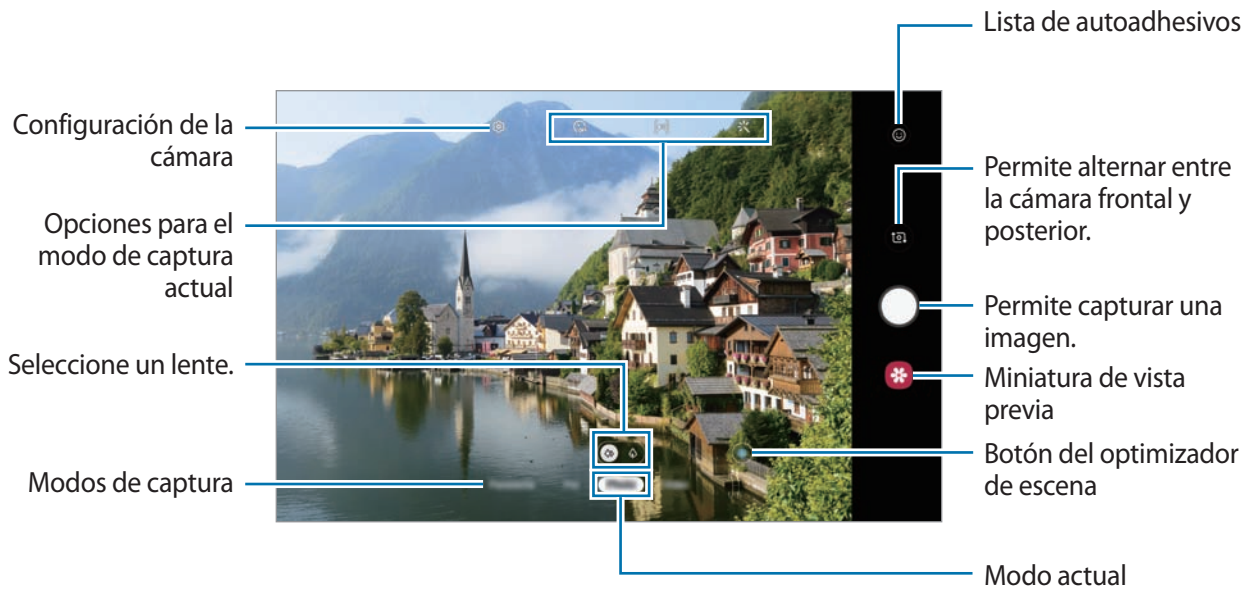 Lista de autoadhesivos
Configuración de la
cámara
Permite alternar entre
la cámara frontal y
posterior.
Opciones para el
modo de captura
actual
Permite capturar una
imagen.
Seleccione un lente.
Miniatura de vista
previa
Botón del optimizador
de escena
Modos de captura
Modo actual